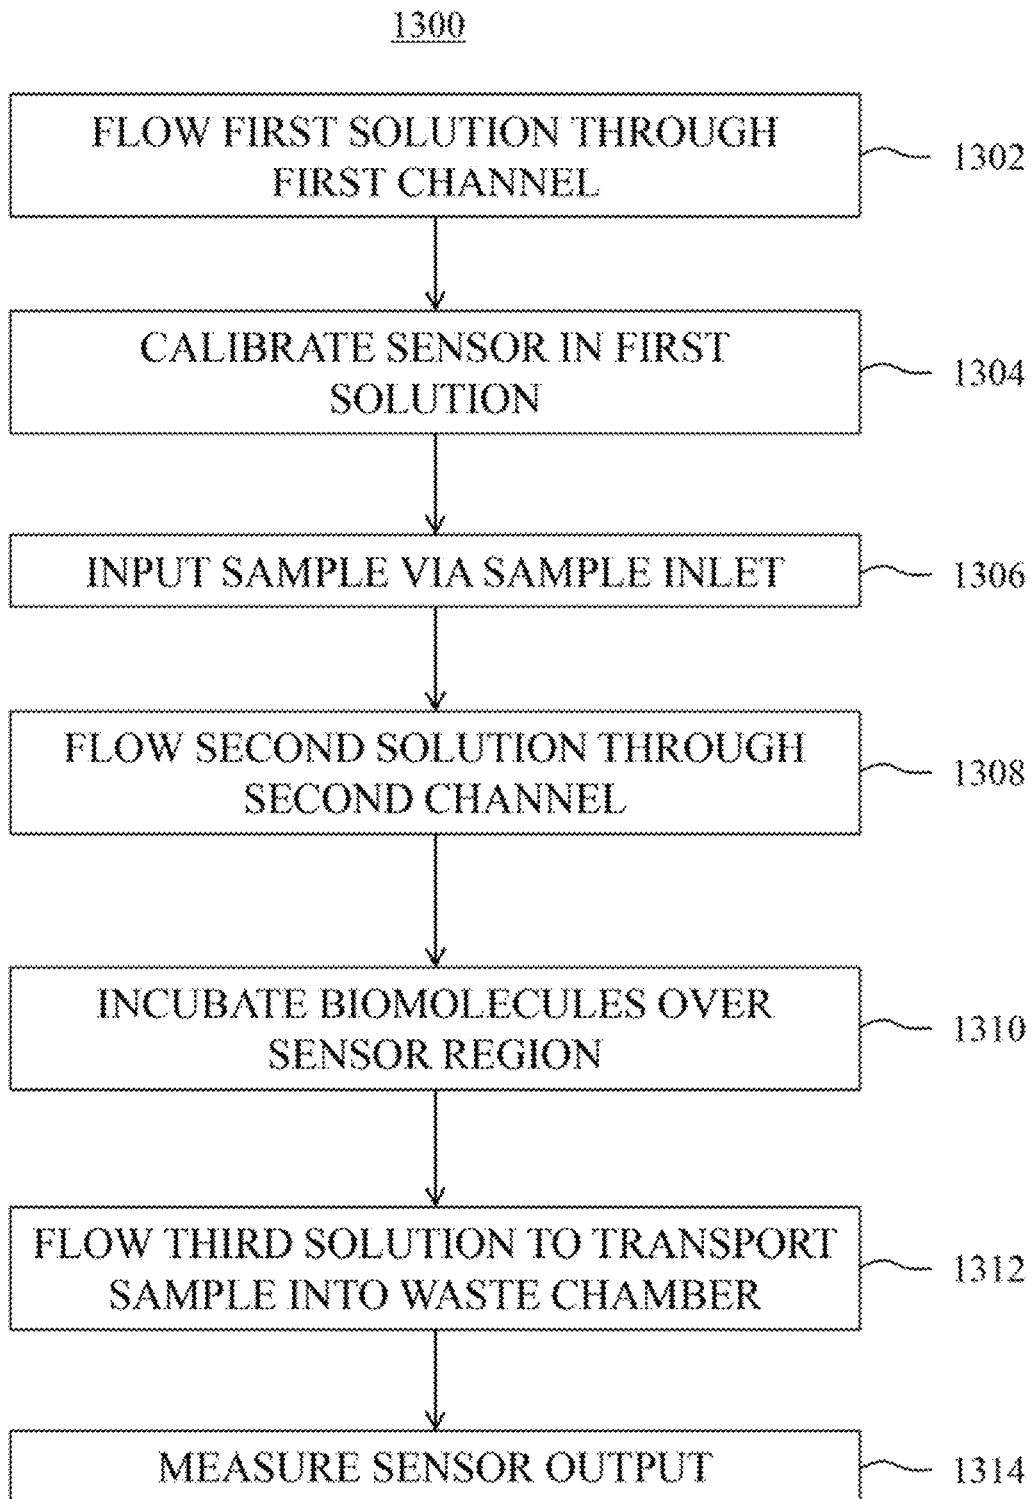 1300
FLOW FIRST SOLUTION THROUGH
FIRST CHANNEL
1302
CALIBRATE SENSOR IN FIRST
SOLUTION
1304
INPUT SAMPLE VIA SAMPLE INLET
1306
FLOW SECOND SOLUTION THROUGH
SECOND CHANNEL
1308
INCUBATE BIOMOLECULES OVER
SENSOR REGION
1310
FLOW THIRD SOLUTION TO TRANSPORT
SAMPLE INTO WASTE CHAMBER
1312
MEASURE SENSOR OUTPUT
1314